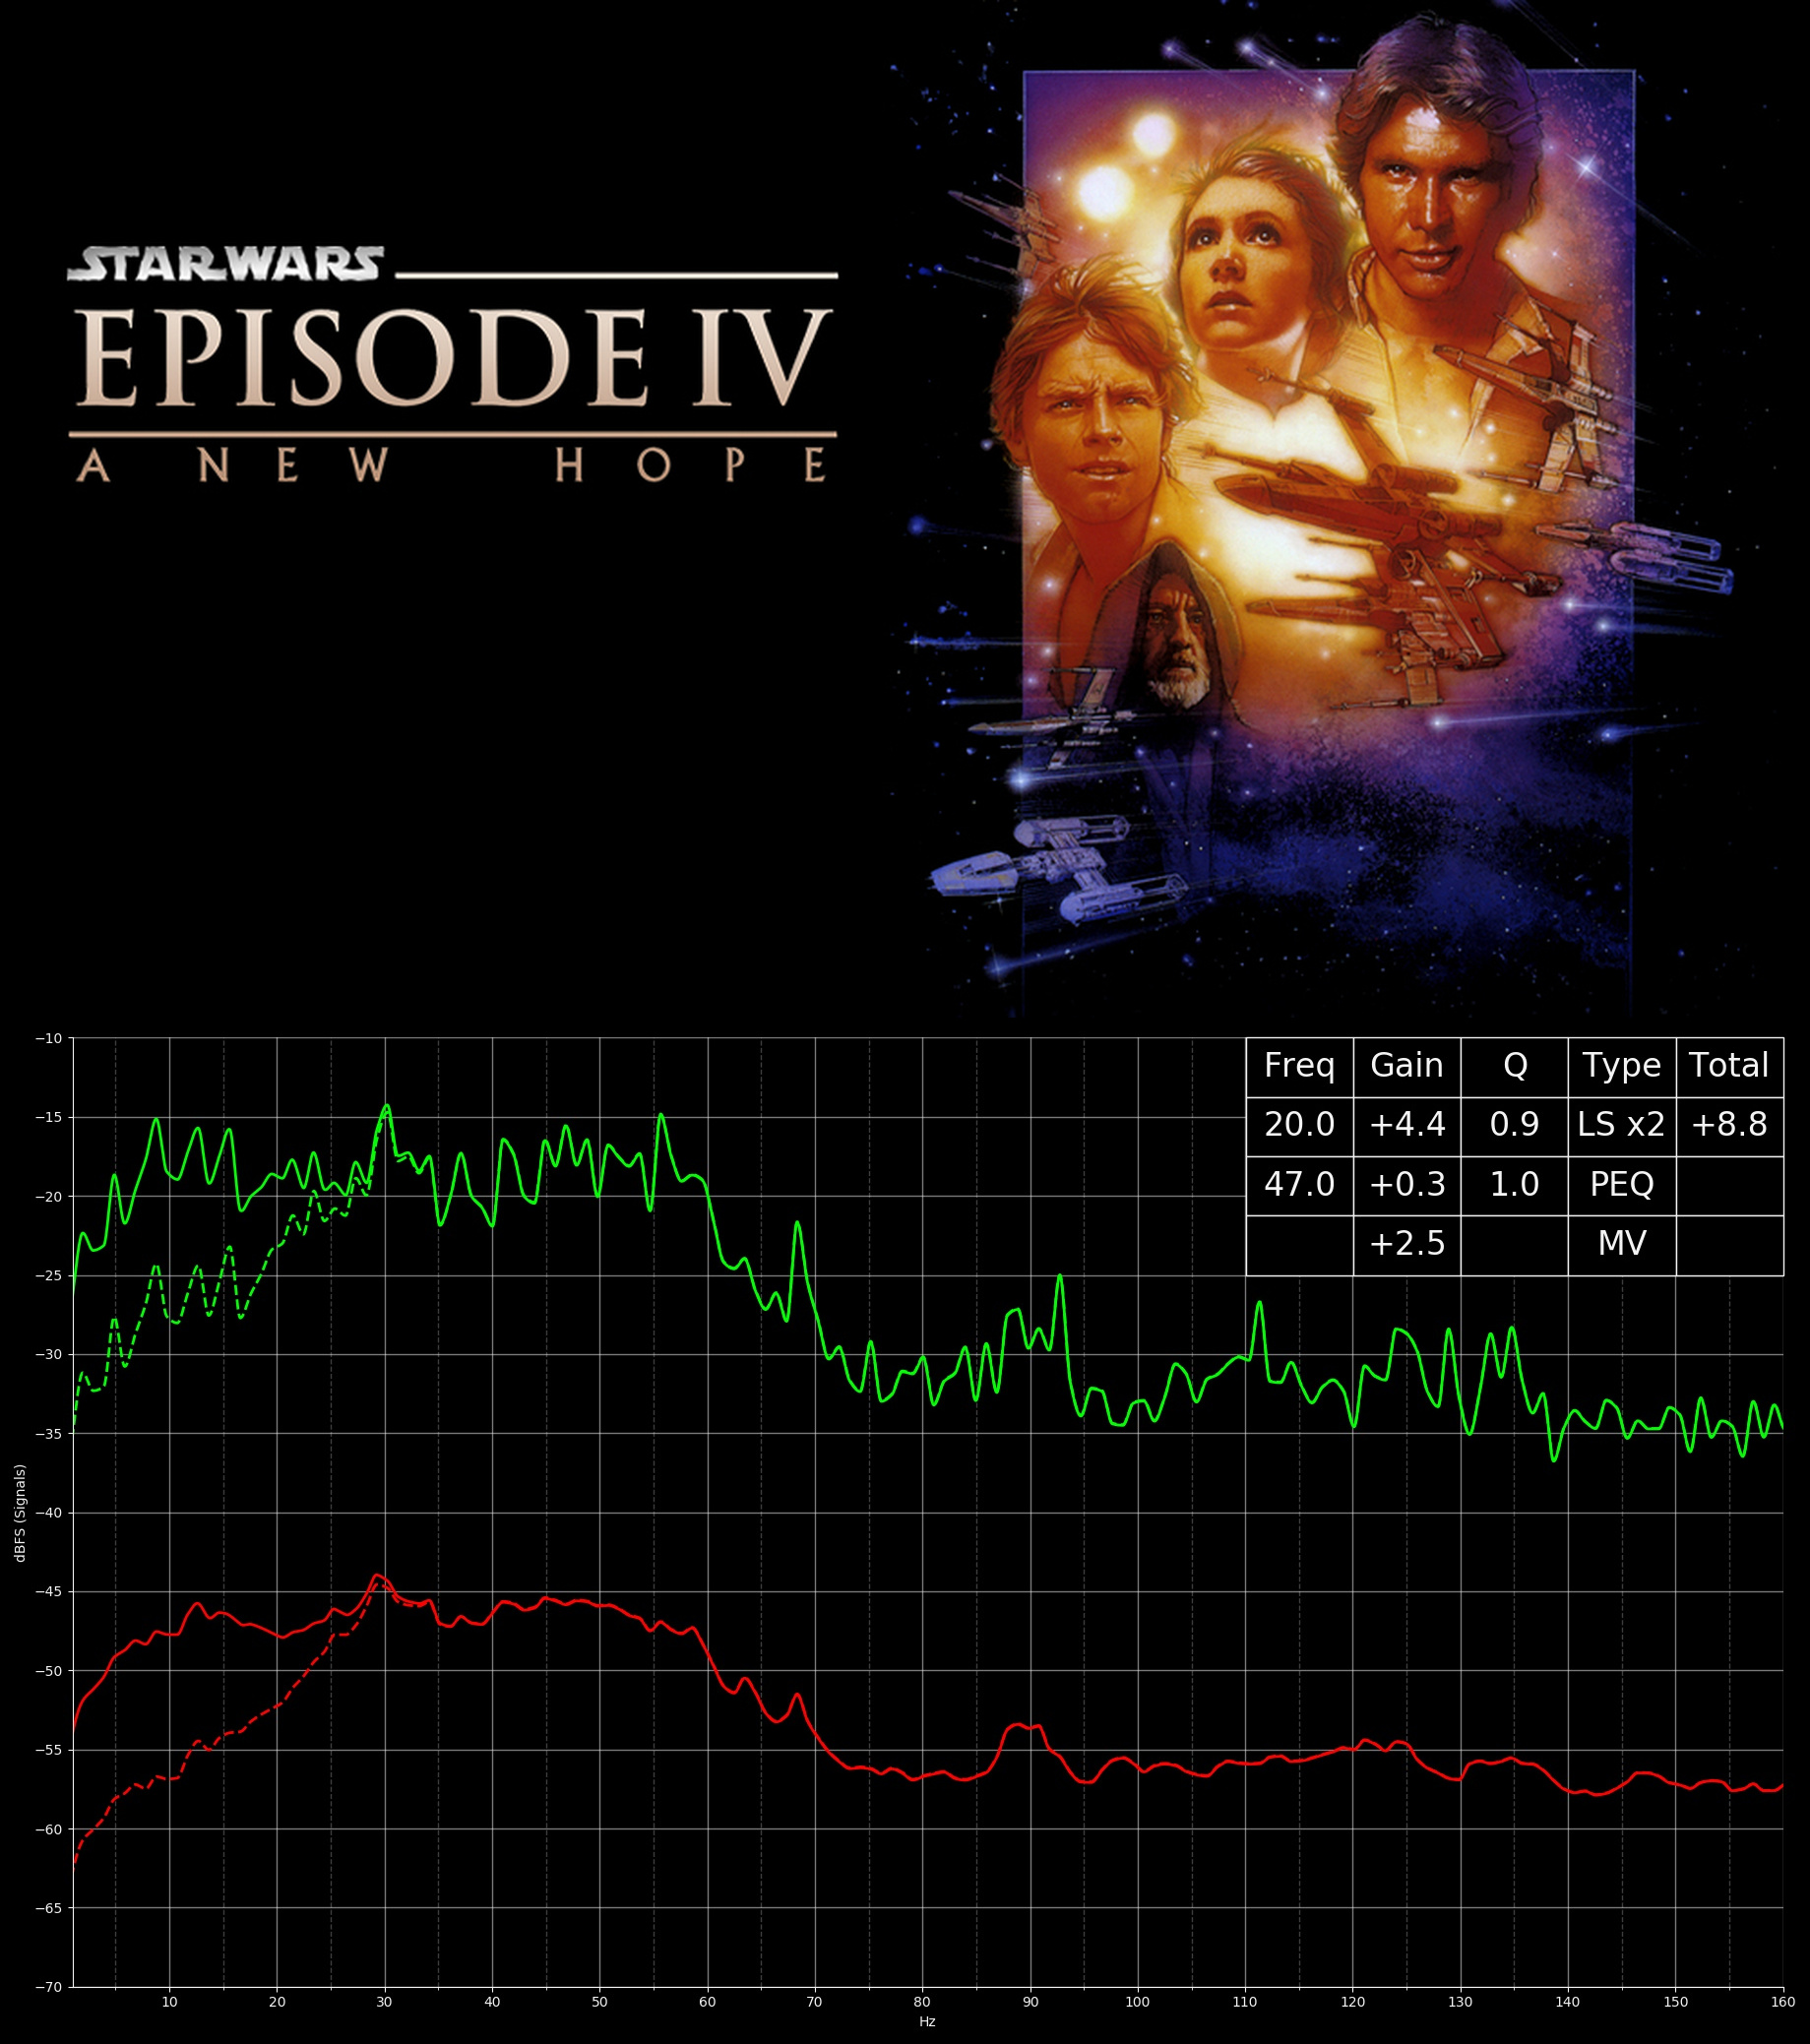 STAR WARS
EPISODE IV
A NEW HOPE
Freq Gain Q Type Total
20.0 +4.4 0.9 LS x2 +8.8
47.0 +0.3 1.0 PEQ
+2.5 MV
−10
−15
−20
−25
−30
−35
−40
−45
−50
−55
−60
−65
−70
dBFS (Signals)
10 20 30 40 50 60 70 80 90 100 110 120 130 140 150 160
Hz